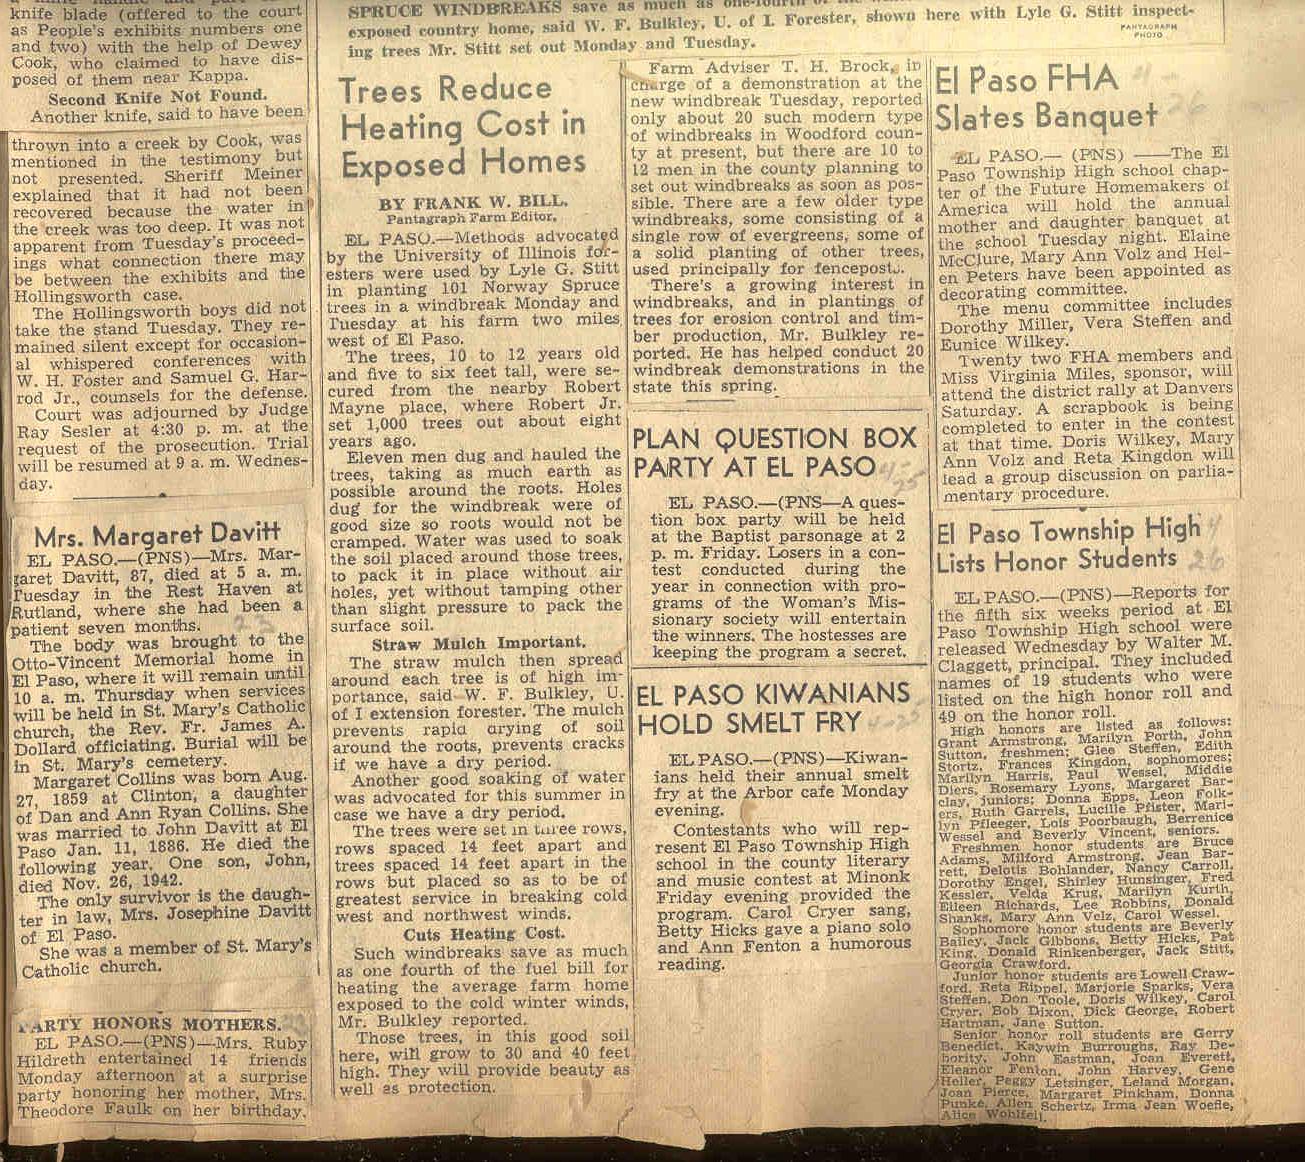 knife blade (offered to the court
as People's exhibits numbers one
and two) with the help of Dewey
Cook, who claimed to have dis-
posed of them near Kappa.
Second Knife Not Found.
Another knife, said to have been
thrown into a creek by Cook, was
mentioned in the testimony but
not presented. Sheriff Meiner
explained that it had not been
recovered because the water in
the creek was too deep. It was not
apparent from Tuesday's proceed-
ings what connection there may
be between the exhibits and the
Hollingsworth case.
The Hollingsworth boys did not
take the stand Tuesday. They re-
mained silent except for occasion-
al whispered conferences with
W. H. Foster and Samuel G. Har-
rod Jr., counsels for the defense.
Court was adjourned by Judge
Ray Sesler at 4:30 p. m. at the
request of the prosecution. Trial
will be resumed at 9 a. m. Wednes-
day.
Mrs. Margaret Davitt
EL PASO.—(PNS)—Mrs. Mar-
garet Davitt, 87, died at 5 a. m.
Tuesday in the Rest Haven at
Rutland, where she had been a
patient seven months.
23
The body was brought to the
Otto-Vincent Memorial home in
El Paso, where it will remain until
10 a. m. Thursday when services
will be held in St. Mary's Catholic
church, the Rev. Fr. James A.
Dollard officiating. Burial will be
in St. Mary's cemetery.
Margaret Collins was born Aug.
27, 1859 at Clinton, a daughter
of Dan and Ann Ryan Collins. She
was married to John Davitt at El
Paso Jan. 11, 1886. He died the
following year. One son, John,
died Nov. 26, 1942.
The only survivor is the daugh-
ter in law, Mrs. Josephine Davitt
of El Paso.
She was a member of St. Mary's
Catholic church.
PARTY HONORS MOTHERS.
EL PASO.—(PNS)—Mrs. Ruby
Hildreth entertained 14 friends
Monday afternoon at a surprise
party honoring her mother, Mrs.
Theodore Faulk on her birthday.
SPRUCE WINDBREAKS save as much as one-fourth of the
exposed country home, said W. F. Bulkley, U. of I. Forester, shown here with Lyle G. Stitt inspect-
ing trees Mr. Stitt set out Monday and Tuesday.
PANTAGRAPH
PHOTO
Trees Reduce
Heating Cost in
Exposed Homes
BY FRANK W. BILL.
Pantagraph Farm Editor.
EL PASO.—Methods advocated
by the University of Illinois for-
esters were used by Lyle G. Stitt
in planting 101 Norway Spruce
trees in a windbreak Monday and
Tuesday at his farm two miles
west of El Paso.
The trees, 10 to 12 years old
and five to six feet tall, were se-
cured from the nearby Robert
Mayne place, where Robert Jr.
set 1,000 trees out about eight
years ago.
Eleven men dug and hauled the
trees, taking as much earth as
possible around the roots. Holes
dug for the windbreak were of
good size so roots would not be
cramped. Water was used to soak
the soil placed around those trees,
to pack it in place without air
holes, yet without tamping other
than slight pressure to pack the
surface soil.
Straw Mulch Important.
The straw mulch then spread
around each tree is of high im-
portance, said W. F. Bulkley, U.
of I extension forester. The mulch
prevents rapid drying of soil
around the roots, prevents cracks
if we have a dry period.
Another good soaking of water
was advocated for this summer in
case we have a dry period.
The trees were set in three rows,
rows spaced 14 feet apart and
trees spaced 14 feet apart in the
rows but placed so as to be of
greatest service in breaking cold
west and northwest winds.
Cuts Heating Cost.
Such windbreaks save as much
as one fourth of the fuel bill for
heating the average farm home
exposed to the cold winter winds,
Mr. Bulkley reported.
Those trees, in this good soil
here, will grow to 30 and 40 feet
high. They will provide beauty as
well as protection.
Farm Adviser T. H. Brock, in
charge of a demonstration at the
new windbreak Tuesday, reported
only about 20 such modern type
of windbreaks in Woodford coun-
ty at present, but there are 10 to
12 men in the county planning to
set out windbreaks as soon as pos-
sible. There are a few older type
windbreaks, some consisting of a
single row of evergreens, some of
a solid planting of other trees,
used principally for fenceposts.
There's a growing interest in
windbreaks, and in plantings of
trees for erosion control and tim-
ber production, Mr. Bulkley re-
ported. He has helped conduct 20
windbreak demonstrations in the
state this spring.
PLAN QUESTION BOX
PARTY AT EL PASO 4-25
EL PASO.—(PNS—A ques-
tion box party will be held
at the Baptist parsonage at 2
p. m. Friday. Losers in a con-
test conducted during the
year in connection with pro-
grams of the Woman's Mis-
sionary society will entertain
the winners. The hostesses are
keeping the program a secret.
EL PASO KIWANIANS
HOLD SMELT FRY 4-25
EL PASO.—(PNS)—Kiwan-
ians held their annual smelt
fry at the Arbor cafe Monday
evening.
Contestants who will rep-
resent El Paso Township High
school in the county literary
and music contest at Minonk
Friday evening provided the
program. Carol Cryer sang,
Betty Hicks gave a piano solo
and Ann Fenton a humorous
reading.
El Paso FHA 4-
Slates Banquet 26
EL PASO.— (PNS) ——The El
Paso Township High school chap-
ter of the Future Homemakers of
America will hold the annual
mother and daughter banquet at
the school Tuesday night. Elaine
McClure, Mary Ann Volz and Hel-
en Peters have been appointed as
decorating committee.
The menu committee includes
Dorothy Miller, Vera Steffen and
Eunice Wilkey.
Twenty two FHA members and
Miss Virginia Miles, sponsor, will
attend the district rally at Danvers
Saturday. A scrapbook is being
completed to enter in the contest
at that time. Doris Wilkey, Mary
Ann Volz and Reta Kingdon will
lead a group discussion on parlia-
mentary procedure.
El Paso Township High 4
Lists Honor Students 26
EL PASO.—(PNS)—Reports for
the fifth six weeks period at El
Paso Township High school were
released Wednesday by Walter M.
Claggett, principal. They included
names of 19 students who were
listed on the high honor roll and
49 on the honor roll.
High honors are listed as follows:
Grant Armstrong, Marilyn Porth, John
Sutton, freshmen; Glee Steffen, Edith
Stortz, Frances Kingdon, sophomores;
Marilyn Harris, Paul Wessel, Middie
Diers, Rosemary Lyons, Margaret Bar-
clay, juniors; Donna Epps, Leon Folk-
ers, Ruth Garrels, Lucille Pfister, Mari-
lyn Pfleeger, Lois Poorbaugh, Berrenice
Wessel and Beverly Vincent, seniors.
Freshmen honor students are Bruce
Adams, Milford Armstrong, Jean Bar-
rett, Delotis Bohlander, Nancy Carroll,
Dorothy Engel, Shirley Hunsinger, Fred
Kessler, Velda Krug, Marilyn Kurth,
Eileen Richards, Lee Robbins, Donald
Shanks, Mary Ann Velz, Carol Wessel.
Sophomore honor students are Beverly
Bailey, Jack Gibbons, Betty Hicks, Pat
King, Donald Rinkenberger, Jack Stitt,
Georgia Crawford.
Junior honor students are Lowell Craw-
ford, Reta Rippel, Marjorie Sparks, Vera
Steffen, Don Toole, Doris Wilkey, Carol
Cryer, Bob Dixon, Dick George, Robert
Hartman, Jane Sutton.
Senior honor roll students are Gerry
Benedict, Kaywin Burroughs, Ray De-
hority, John Eastman, Joan Everett,
Eleanor Fenton, John Harvey, Gene
Heller, Peggy Letsinger, Leland Morgan,
Joan Pierce, Margaret Pinkham, Donna
Punke, Allen Schertz, Irma Jean Woefle,
Alice Wohlfeil.